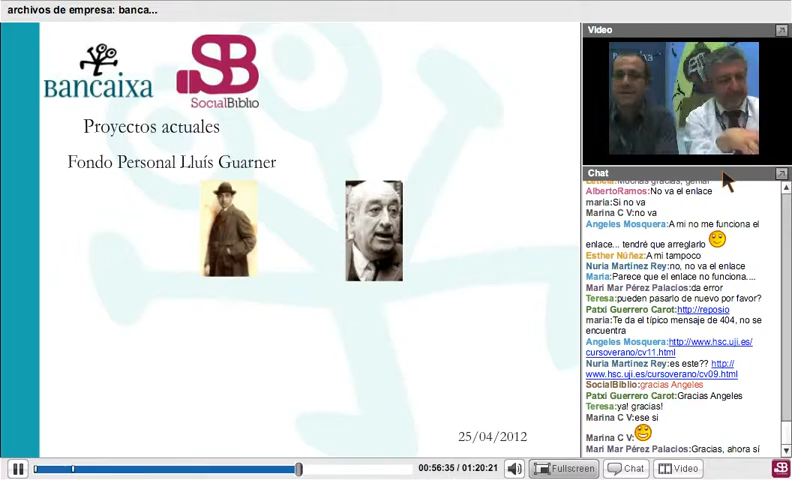 archivos de empresa: banca...
Bancaixa
SB
SocialBiblio
Proyectos actuales
Fondo Personal Lluís Guarner
25/04/2012
Video
Chat
Leticia:Muchas gracias, genial
AlbertoRamos:No va el enlace
maria:Si no va
Marina C V:no va
Angeles Mosquera:A mi no me funciona el
enlace... tendré que arreglarlo
Esther Núñez:A mi tampoco
Nuria Martinez Rey:no, no va el enlace
Maria:Parece que el enlace no funciona....
Mari Mar Pérez Palacios:da error
Teresa:pueden pasarlo de nuevo por favor?
Patxi Guerrero Carot:http://reposio
maria:Te da el típico mensaje de 404, no se
encuentra
Angeles Mosquera:http://www.hsc.uji.es/
cursoverano/cv11.html
Nuria Martinez Rey:es este?? http://
www.hsc.uji.es/cursoverano/cv09.html
SocialBiblio:gracias Angeles
Patxi Guerrero Carot:Gracias Angeles
Teresa:ya! gracias!
Marina C V:ese si
Marina C V:
Mari Mar Pérez Palacios:Gracias, ahora sí
00:56:35 / 01:20:21
Fullscreen
Chat
Video
SB